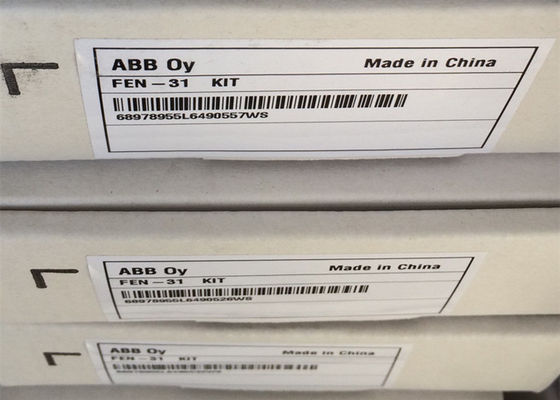 ABB Oy Made in China
FEN-31 KIT
68978955L6490557WS
ABB Oy Made in China
FEN-31 KIT
68978955L6490526WS
ABB Oy Made in China
FEN-31 KIT